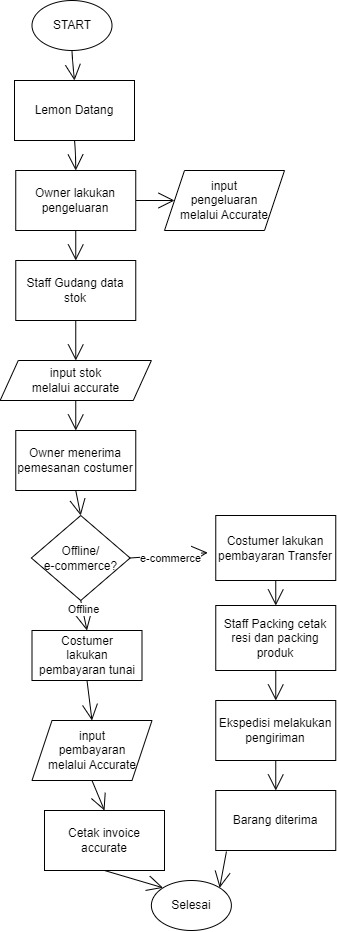 START
Lemon Datang
Owner lakukan
pengeluaran
input
pengeluaran
melalui Accurate
Staff Gudang data
stok
input stok
melalui accurate
Owner menerima
pemesanan costumer
Offline/
e-commerce?
e-commerce
Costumer lakukan
pembayaran Transfer
Offline
Costumer
lakukan
pembayaran tunai
Staff Packing cetak
resi dan packing
produk
input
pembayaran
melalui Accurate
Ekspedisi melakukan
pengiriman
Cetak invoice
accurate
Barang diterima
Selesai